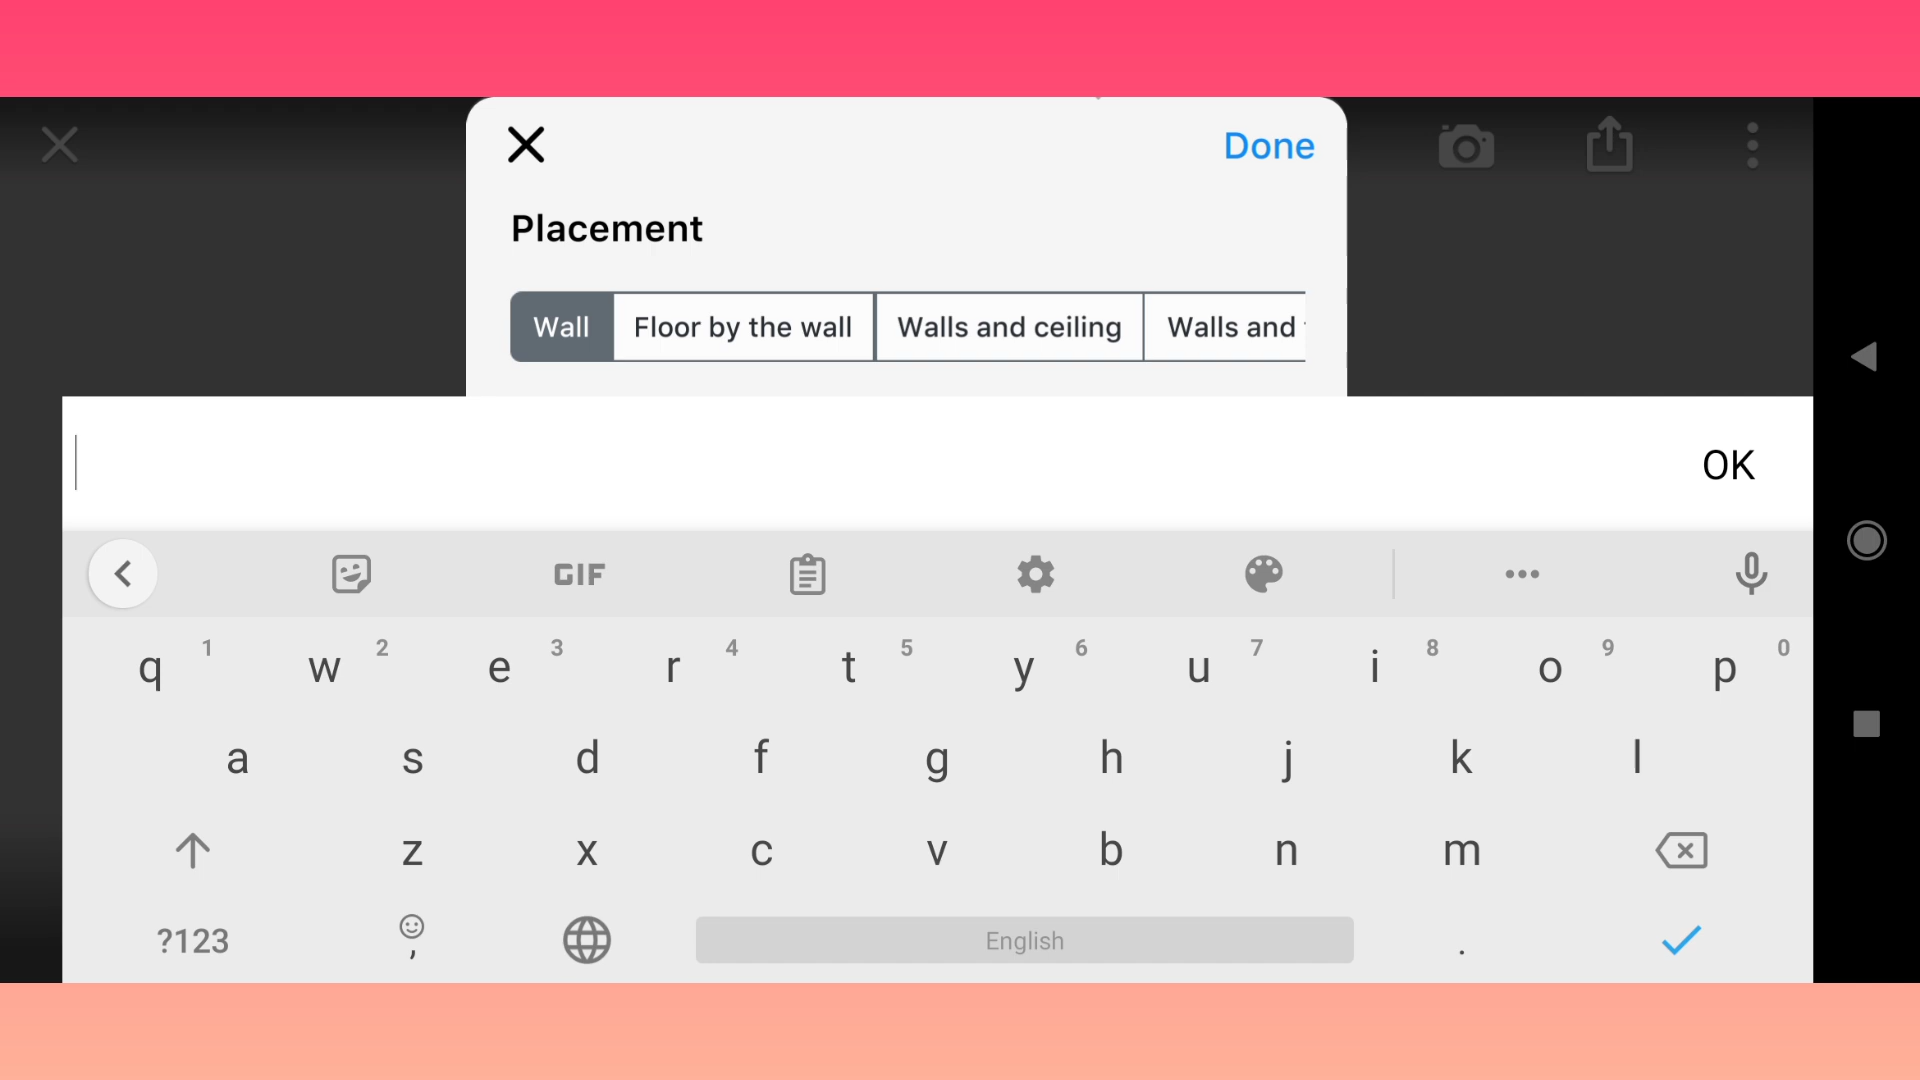 Done
Placement
Wall Floor by the wall Walls and ceiling Walls and
OK
GIF
q 1 w 2 e 3 r 4 t 5 y 6 u 7 i 8 o 9 p 0
a s d f g h j k l
z x c v b n m
?123 , English .